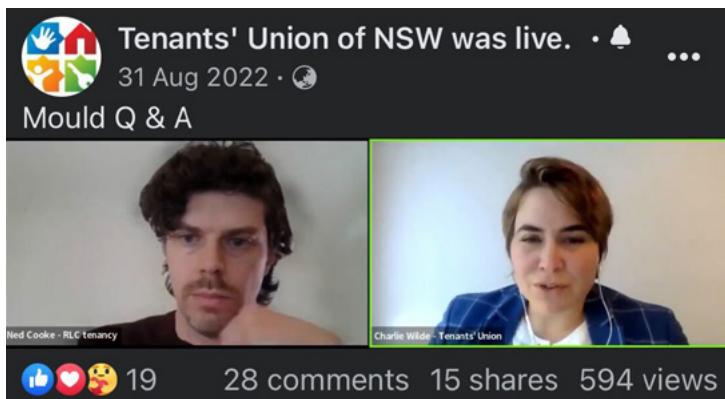 Tenants' Union of NSW was live. ·
31 Aug 2022 ·
Mould Q & A
Ned Cooke - RLC tenancy
Charlie Wilde - Tenants' Union
19 28 comments 15 shares 594 views